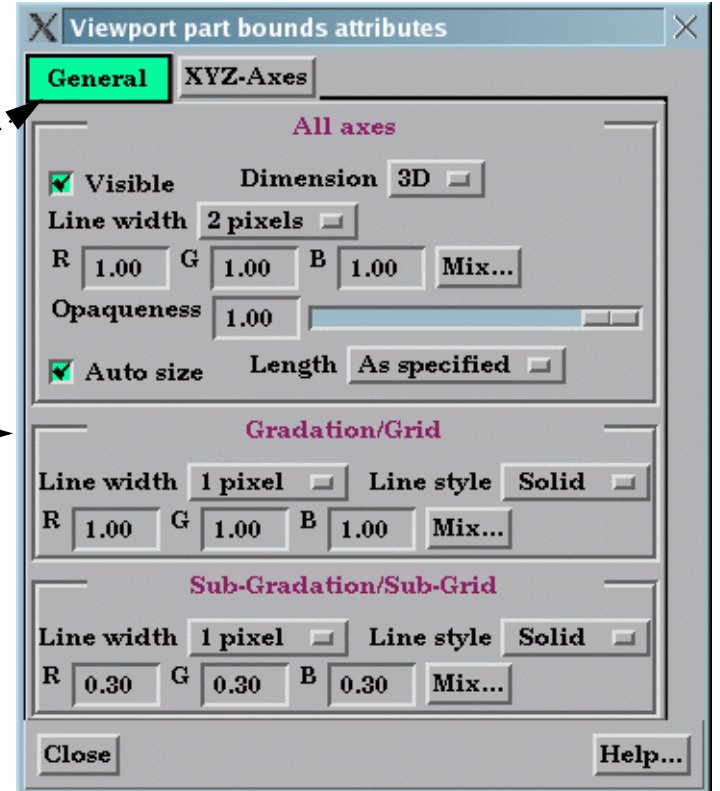 Viewport part bounds attributes
General XYZ-Axes
All axes
Visible Dimension 3D
Line width 2 pixels
R 1.00 G 1.00 B 1.00 Mix...
Opaqueness 1.00
Auto size Length As specified
Gradation/Grid
Line width 1 pixel Line style Solid
R 1.00 G 1.00 B 1.00 Mix...
Sub-Gradation/Sub-Grid
Line width 1 pixel Line style Solid
R 0.30 G 0.30 B 0.30 Mix...
Close Help...